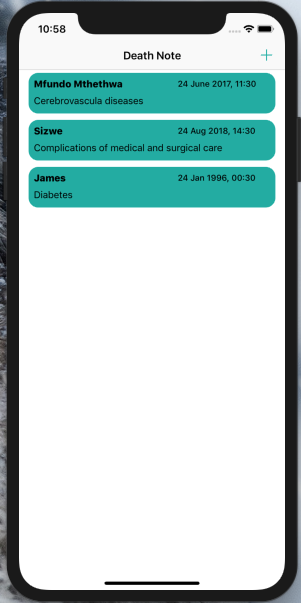 10:58
Death Note
+
Mfundo Mthethwa 24 June 2017, 11:30
Cerebrovascula diseases
Sizwe 24 Aug 2018, 14:30
Complications of medical and surgical care
James 24 Jan 1996, 00:30
Diabetes